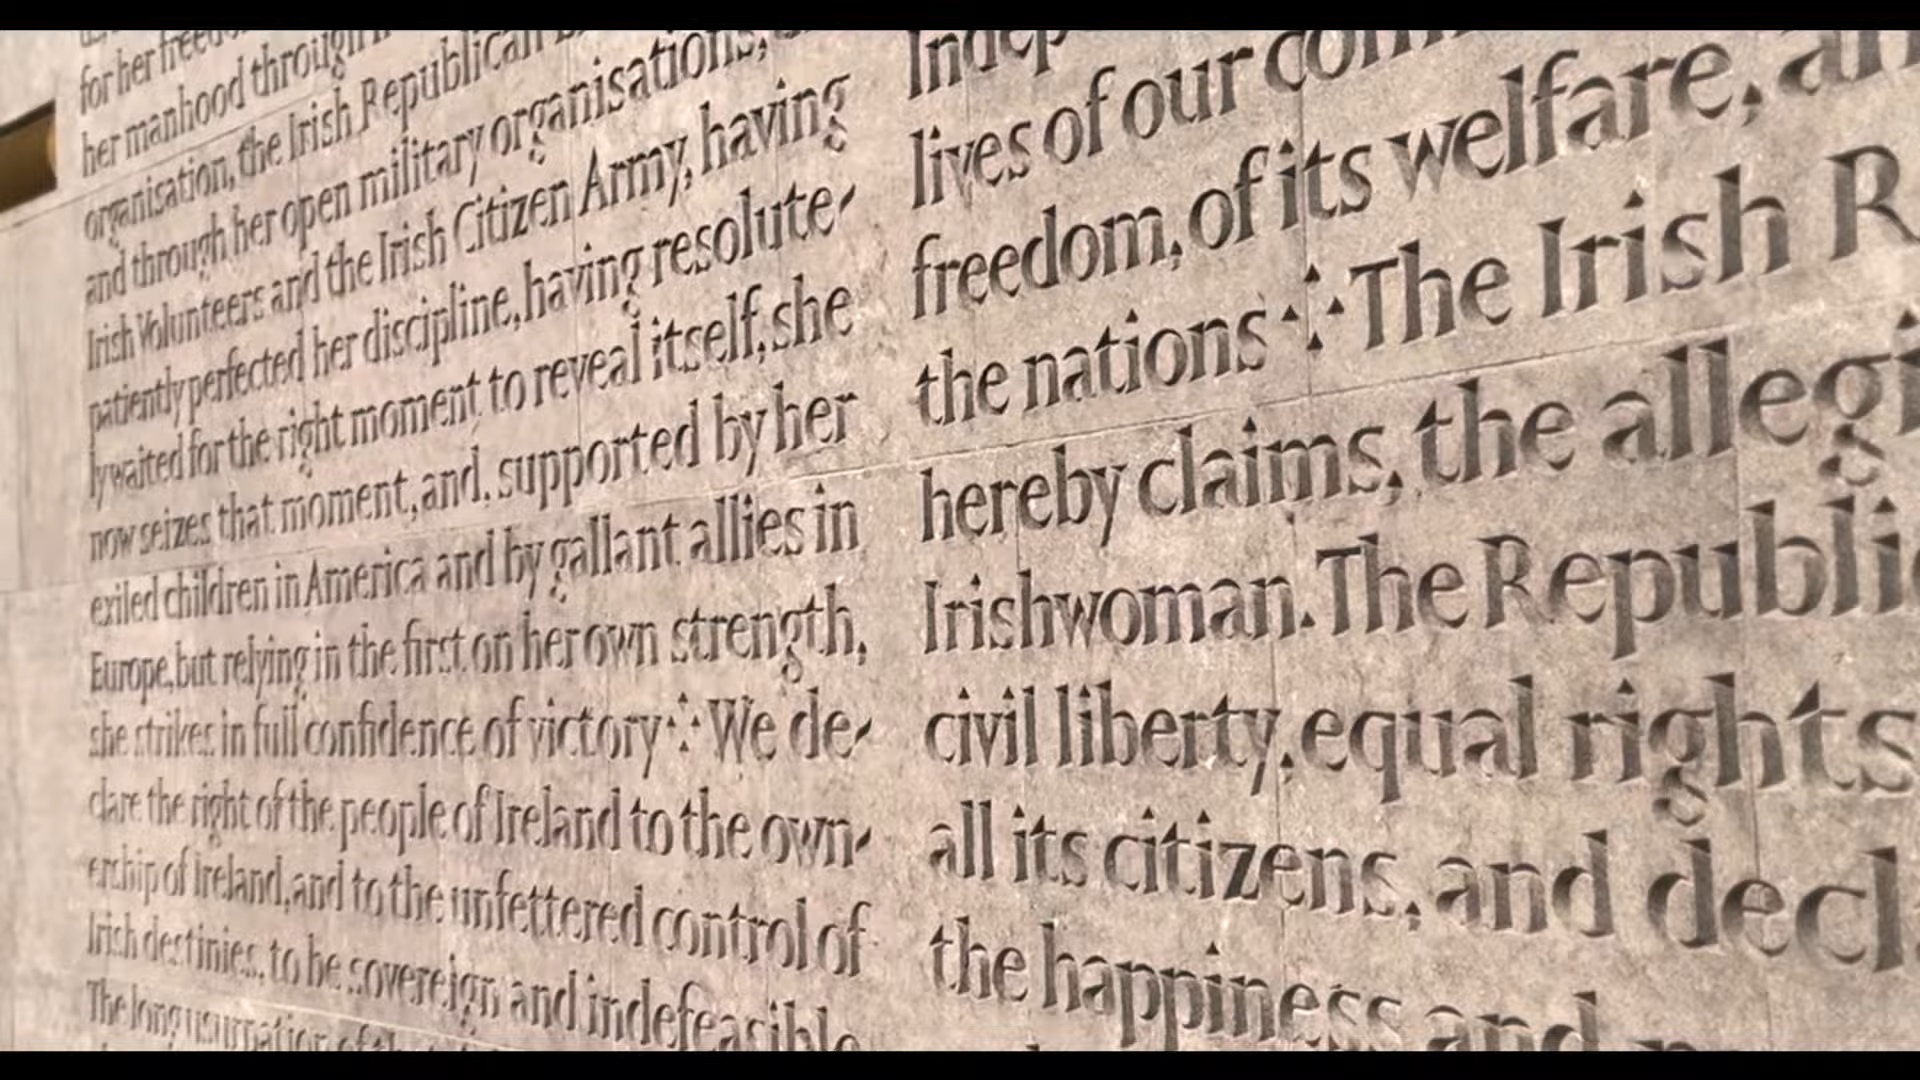 for her freedom
her manhood through
organisation, the Irish Republican
and through her open military organisations,
Irish Volunteers and the Irish Citizen Army, having
patiently perfected her discipline, having resolute-
ly waited for the right moment to reveal itself, she
now seizes that moment, and, supported by her
exiled children in America and by gallant allies in
Europe, but relying in the first on her own strength,
she strikes in full confidence of victory ∵ We de-
clare the right of the people of Ireland to the own-
ership of Ireland, and to the unfettered control of
Irish destinies, to be sovereign and indefeasible
The long usurpation of
lives of our
freedom, of its welfare,
the nations ∵ The Irish R
hereby claims, the allegi
Irishwoman. The Republi
civil liberty, equal rights
all its citizens, and decl
the happiness and